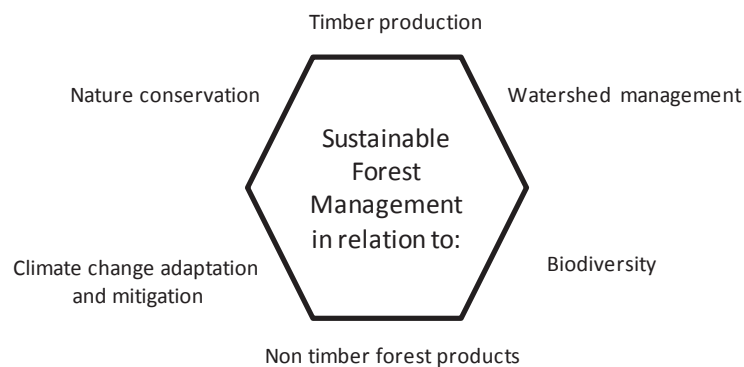 Timber production
Nature conservation
Watershed management
Sustainable
Forest
Management
in relation to:
Climate change adaptation
and mitigation
Biodiversity
Non timber forest products